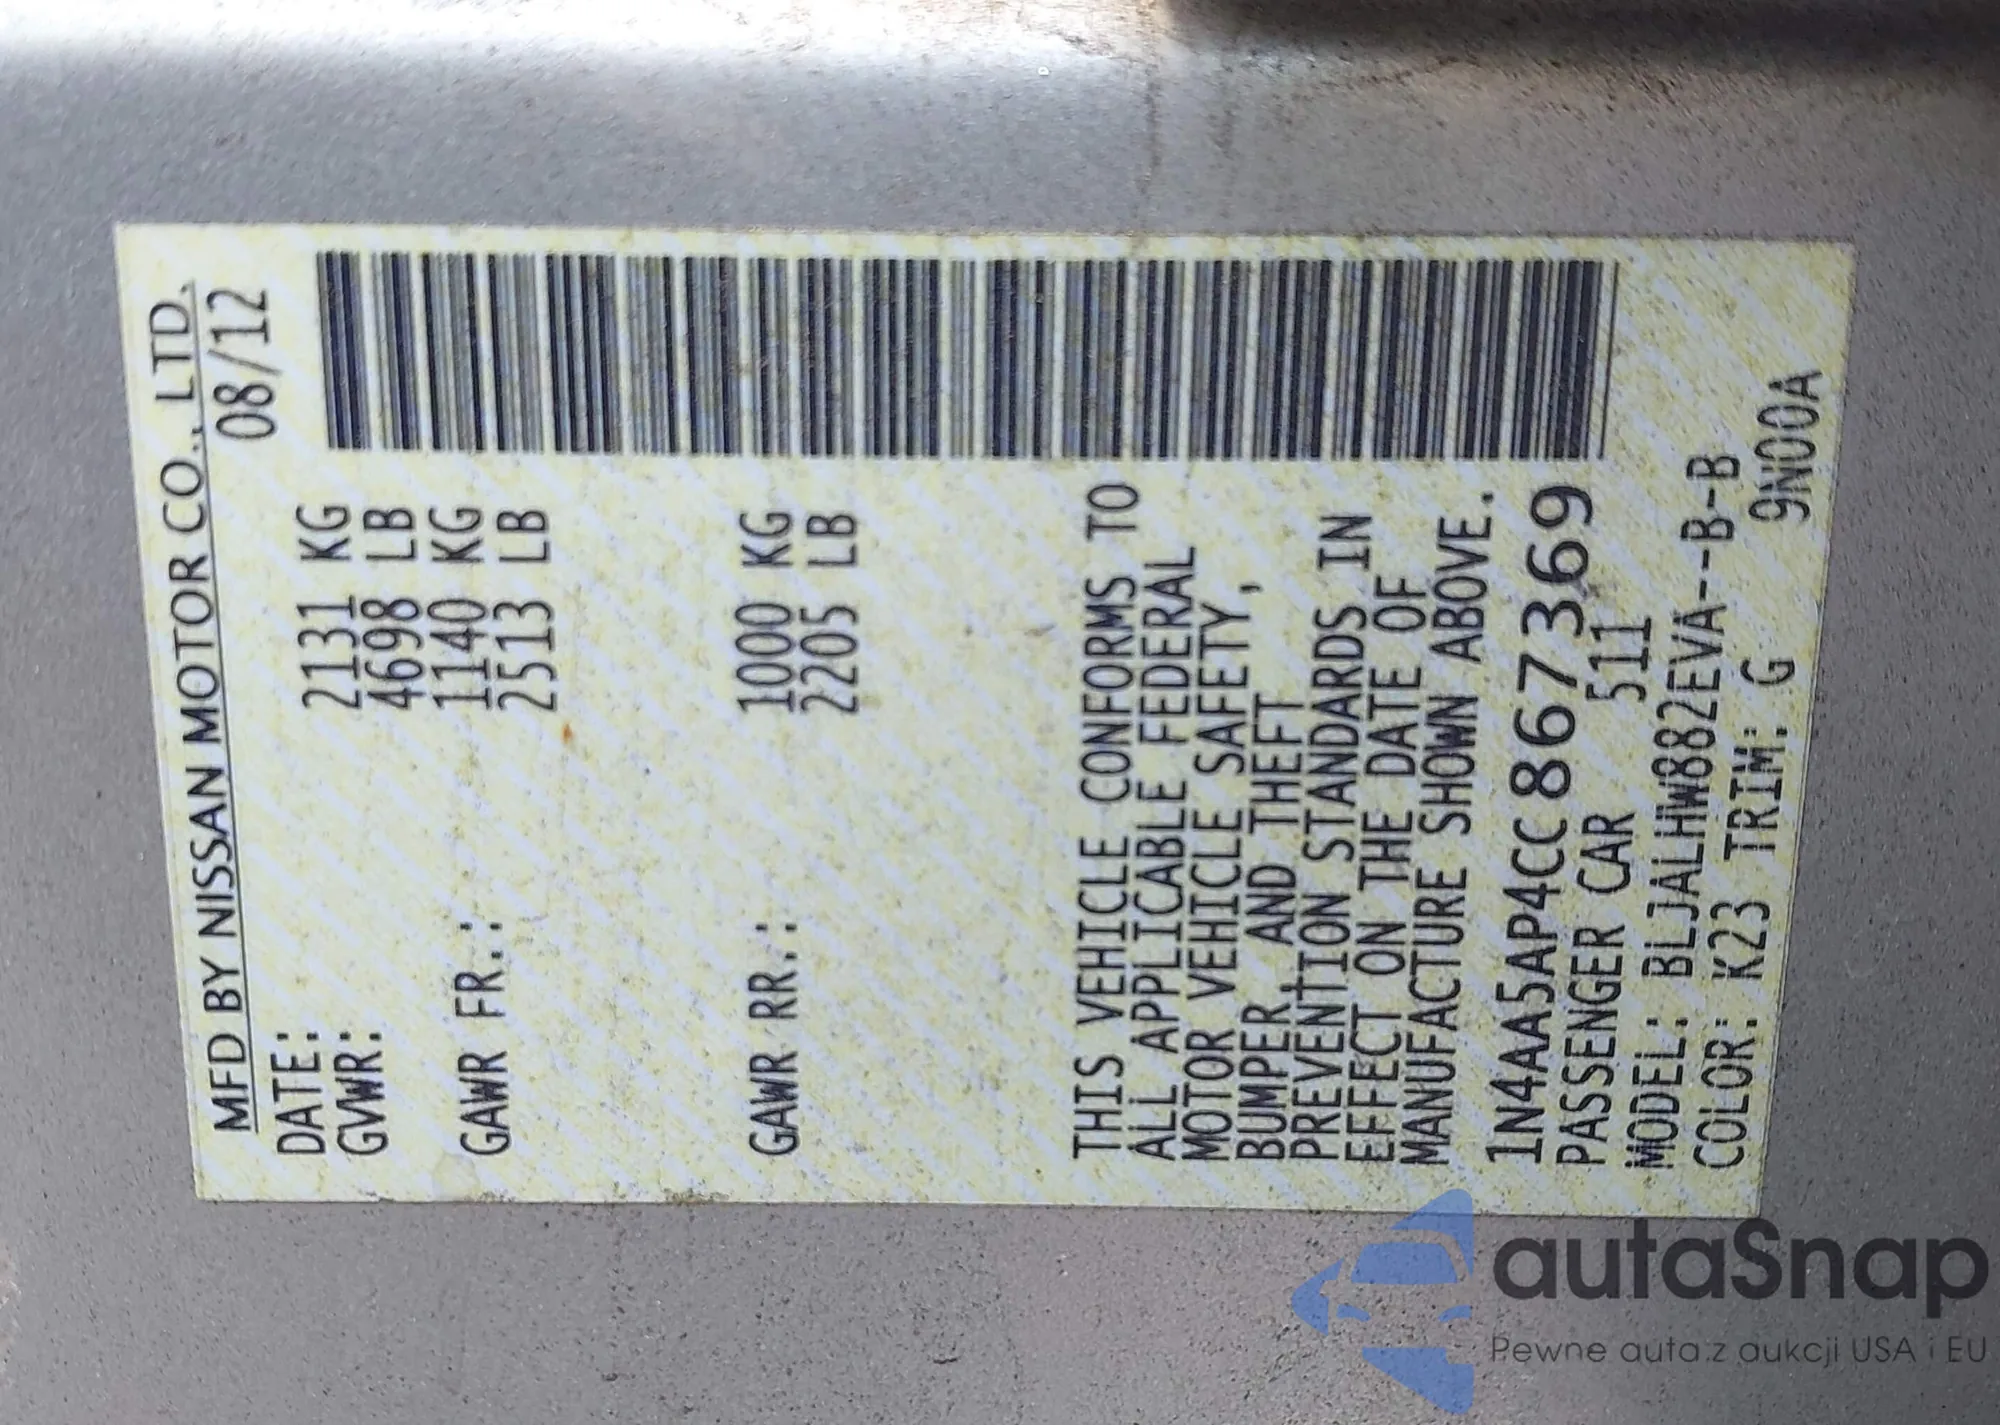 MFD BY NISSAN MOTOR CO., LTD.
DATE: 08/12
GVWR: 2131 KG
4698 LB
GAWR FR.: 1140 KG
2513 LB
GAWR RR.: 1000 KG
2205 LB
THIS VEHICLE CONFORMS TO
ALL APPLICABLE FEDERAL
MOTOR VEHICLE SAFETY,
BUMPER, AND THEFT
PREVENTION STANDARDS IN
EFFECT ON THE DATE OF
MANUFACTURE SHOWN ABOVE.
1N4AA5AP4CC867369
PASSENGER CAR 511
MODEL: BLJALHW882EVA--B-B
COLOR: K23 TRIM: G 9N00A
autaSnap
Pewne auta z aukcji USA i EU